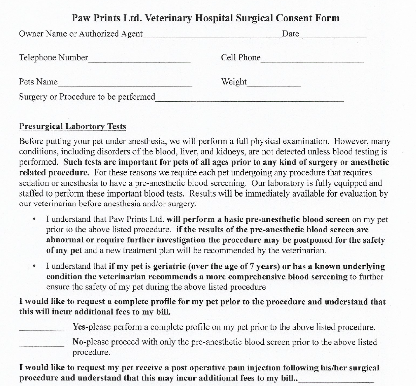 Paw Prints Ltd. Veterinary Hospital Surgical Consent Form
Owner Name or Authorized Agent Date
Telephone Number Cell Phone
Pets Name Weight
Surgery or Procedure to be performed
Presurgical Labortory Tests
Before putting your pet under anesthesia, we will perform a full physical examination. However, many
conditions, including disorders of the blood, liver, and kidneys, are not detected unless blood testing is
performed. Such tests are important for pets of all ages prior to any kind of surgery or anesthetic
related procedure. For these reasons we require each pet undergoing any procedure that requires
sedation or anesthesia to have a pre-anesthetic blood screening. Our laboratory is fully equipped and
staffed to perform these important blood tests. Results will be immediately available for evaluation by
our veterinarian before anesthesia and/or surgery.
• I understand that Paw Prints Ltd. will perform a basic pre-anesthetic blood screen on my pet
prior to the above listed procedure. if the results of the pre-anesthetic blood screen are
abnormal or require further investigation the procedure may be postponed for the safety
of my pet and a new treatment plan will be recommended by the veterinarian.
• I understand that if my pet is geriatric (over the age of 7 years) or has a known underlying
condition the veterinarian recommends a more comprehensive blood screening to further
ensure the safety of my pet during the above listed procedure
I would like to request a complete profile for my pet prior to the procedure and understand that
this will incur additional fees to my bill.
Yes-please perform a complete profile on my pet prior to the above listed procedure.
No-please proceed with only the pre-anesthetic blood screen prior to the above listed
procedure.
I would like to request my pet receive a post operative pain injection following his/her surgical
procedure and understand that this may incur additional fees to my bill..